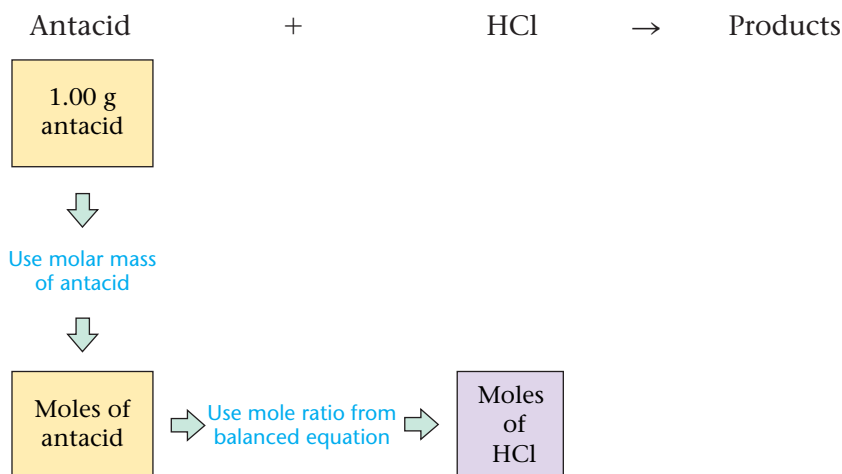 Antacid + HCl → Products
1.00 g
antacid
Use molar mass
of antacid
Moles of
antacid
Use mole ratio from
balanced equation
Moles
of
HCl